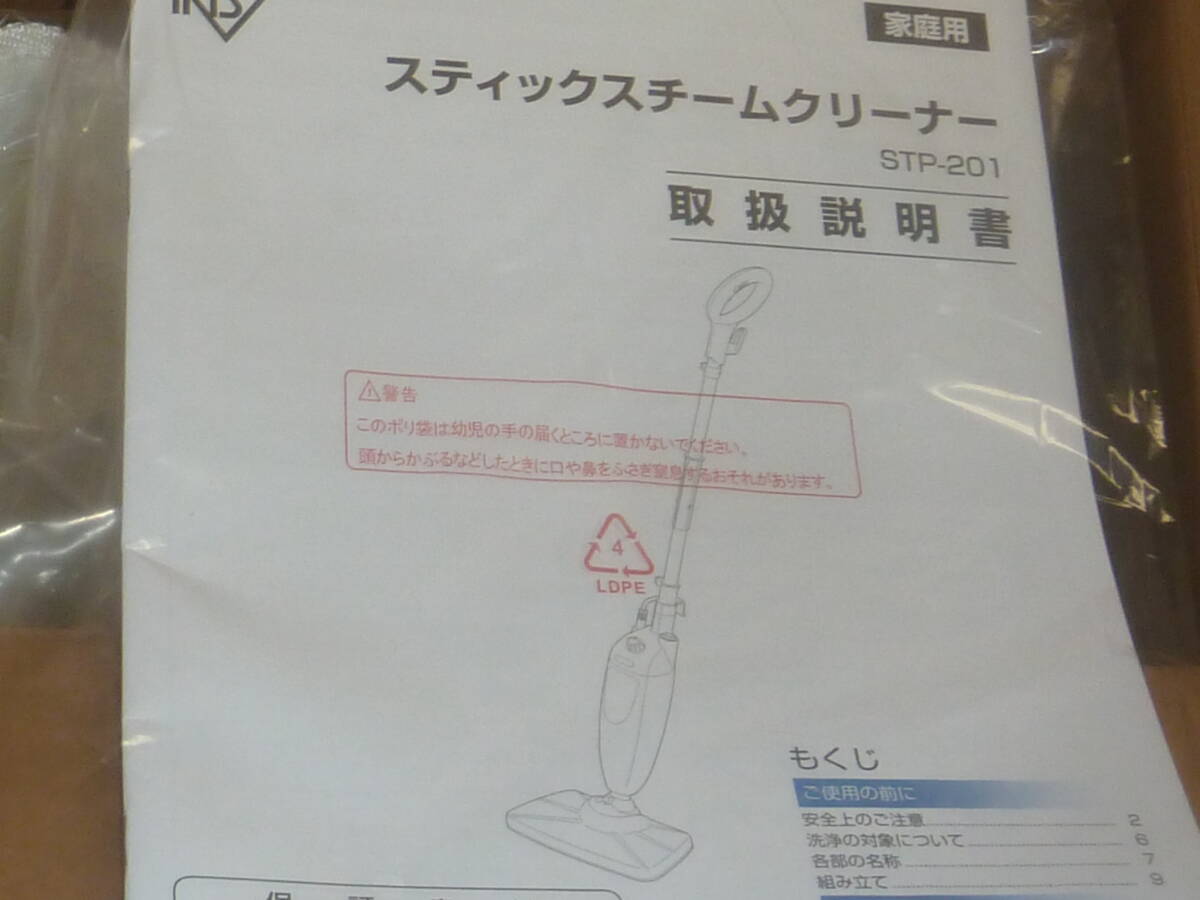 家庭用
スティックスチームクリーナー
STP-201
取扱説明書
⚠警告
このポリ袋は幼児の手の届くところに置かないでください。
頭からかぶるなどしたときに口や鼻をふさぎ窒息するおそれがあります。
4
LDPE
もくじ
ご使用の前に
安全上のご注意 2
洗浄の対象について 6
各部の名称 7
組み立て 9